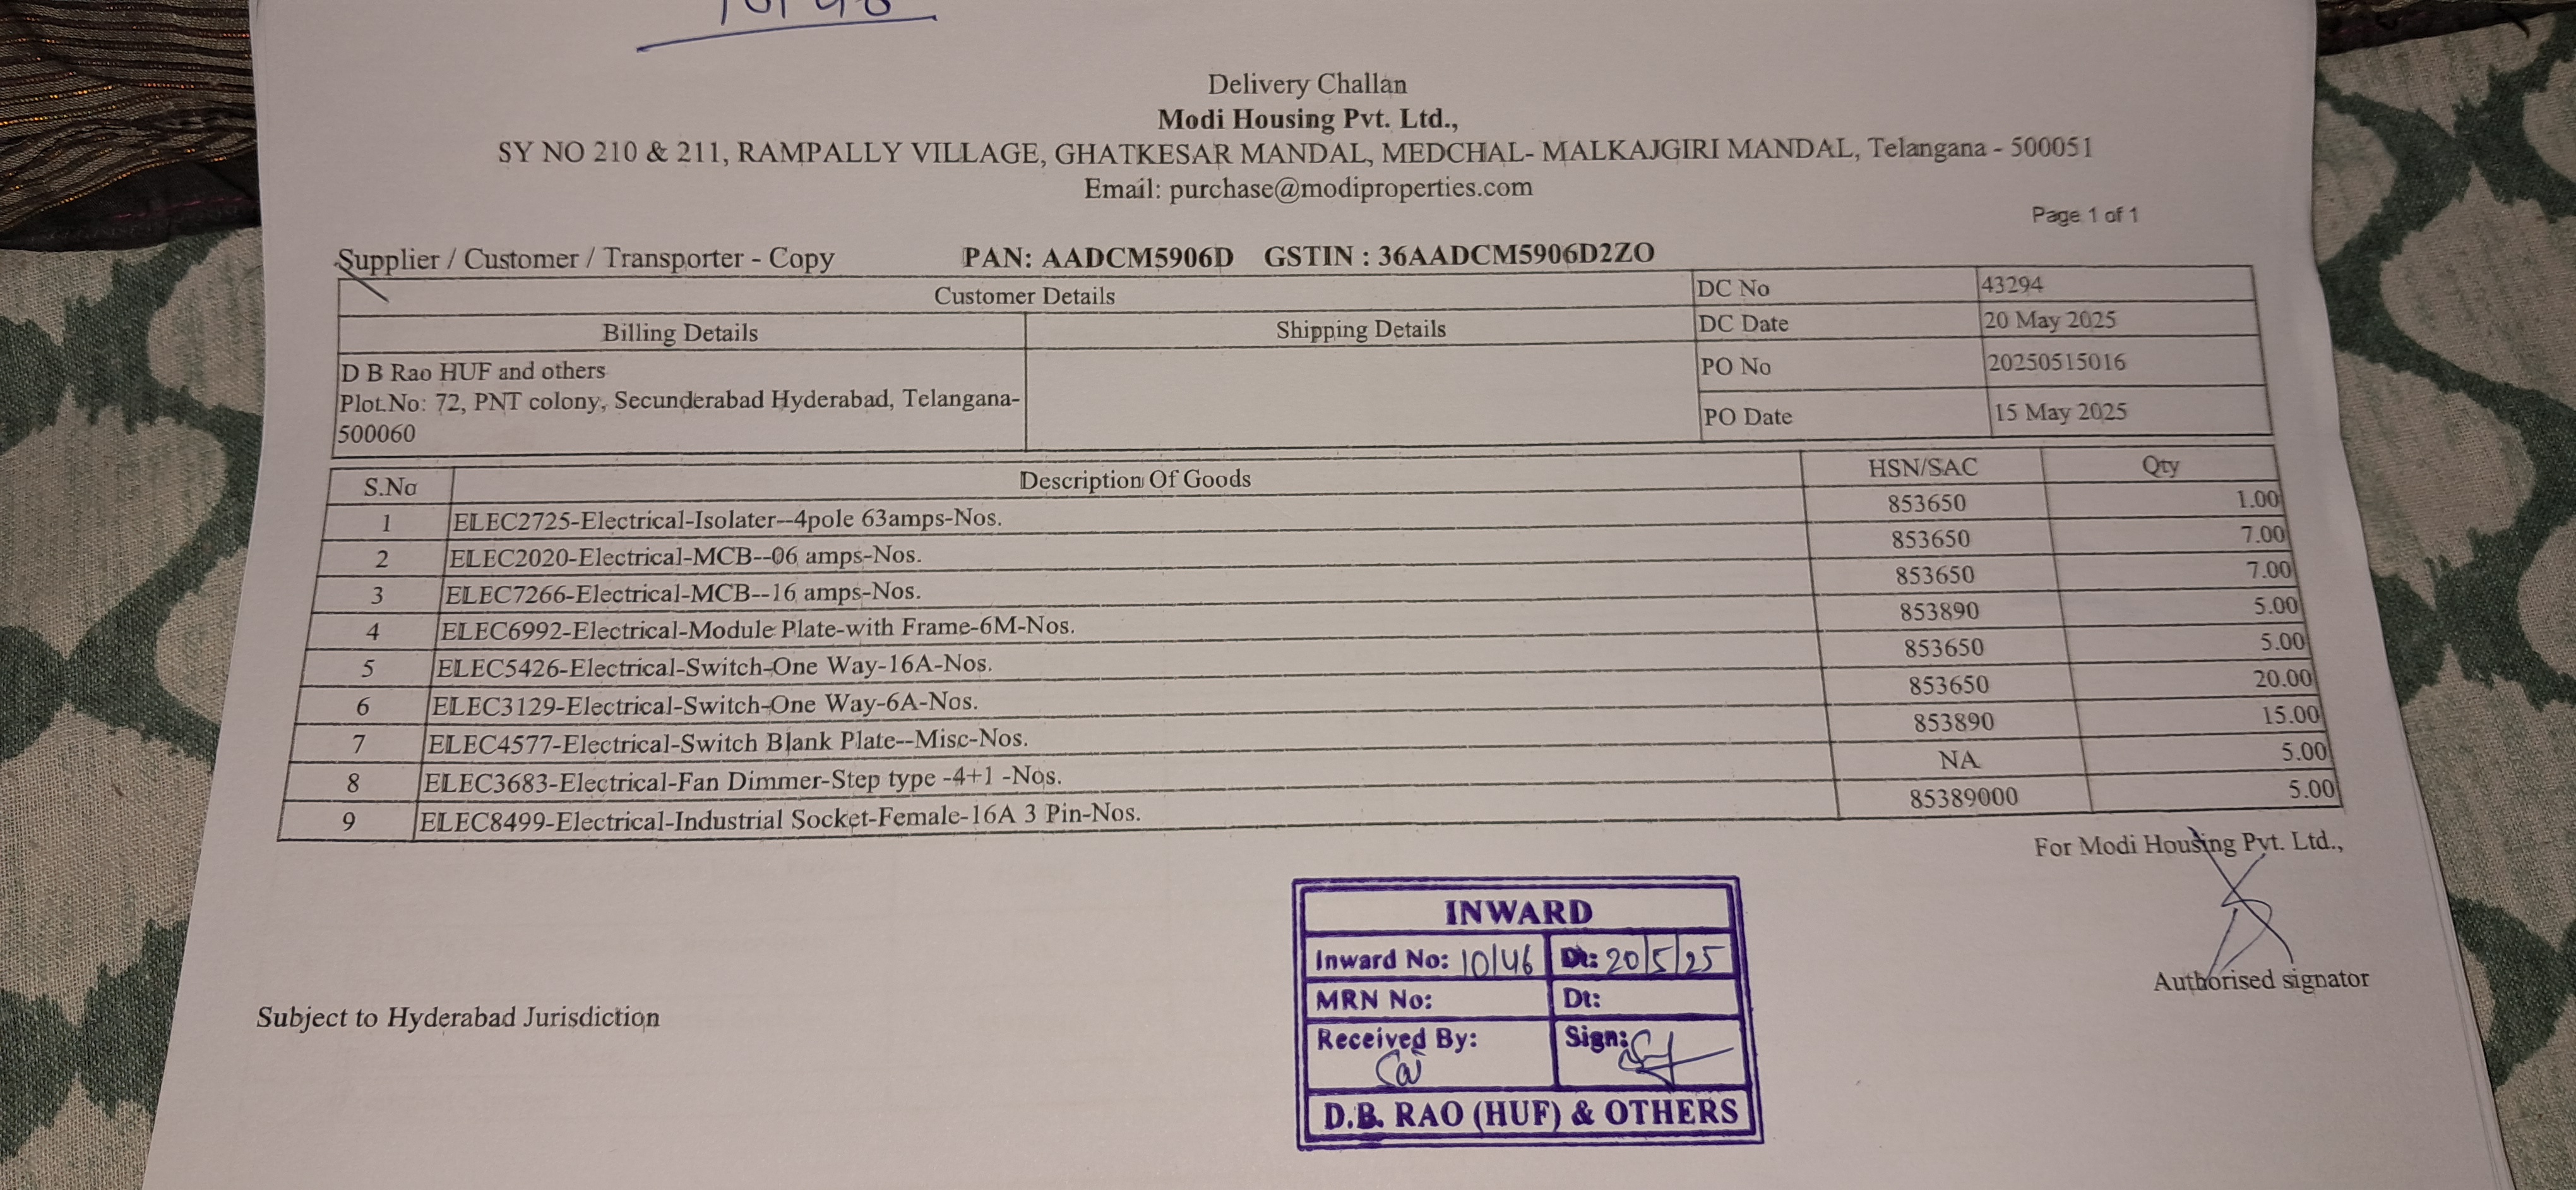 10/46
Delivery Challan
Modi Housing Pvt. Ltd.,
SY NO 210 & 211, RAMPALLY VILLAGE, GHATKESAR MANDAL, MEDCHAL- MALKAJGIRI MANDAL, Telangana - 500051
Email: purchase@modiproperties.com
Page 1 of 1
Supplier / Customer / Transporter - Copy PAN: AADCM5906D GSTIN : 36AADCM5906D2ZO
Customer Details DC No 43294
Billing Details Shipping Details DC Date 20 May 2025
D B Rao HUF and others PO No 20250515016
Plot.No: 72, PNT colony, Secunderabad Hyderabad, Telangana- PO Date 15 May 2025
500060
S.No Description Of Goods HSN/SAC Qty
1 ELEC2725-Electrical-Isolater--4pole 63amps-Nos. 853650 1.00
2 ELEC2020-Electrical-MCB--06 amps-Nos. 853650 7.00
3 ELEC7266-Electrical-MCB--16 amps-Nos. 853650 7.00
4 ELEC6992-Electrical-Module Plate-with Frame-6M-Nos. 853890 5.00
5 ELEC5426-Electrical-Switch-One Way-16A-Nos. 853650 5.00
6 ELEC3129-Electrical-Switch-One Way-6A-Nos. 853650 20.00
7 ELEC4577-Electrical-Switch Blank Plate--Misc-Nos. 853890 15.00
8 ELEC3683-Electrical-Fan Dimmer-Step type -4+1 -Nos. NA 5.00
9 ELEC8499-Electrical-Industrial Socket-Female-16A 3 Pin-Nos. 85389000 5.00
For Modi Housing Pvt. Ltd.,
Authorised signator
INWARD
Inward No: 10/46 Dt: 20/5/25
MRN No: Dt:
Received By: Sai Sign:
D.B. RAO (HUF) & OTHERS
Subject to Hyderabad Jurisdiction